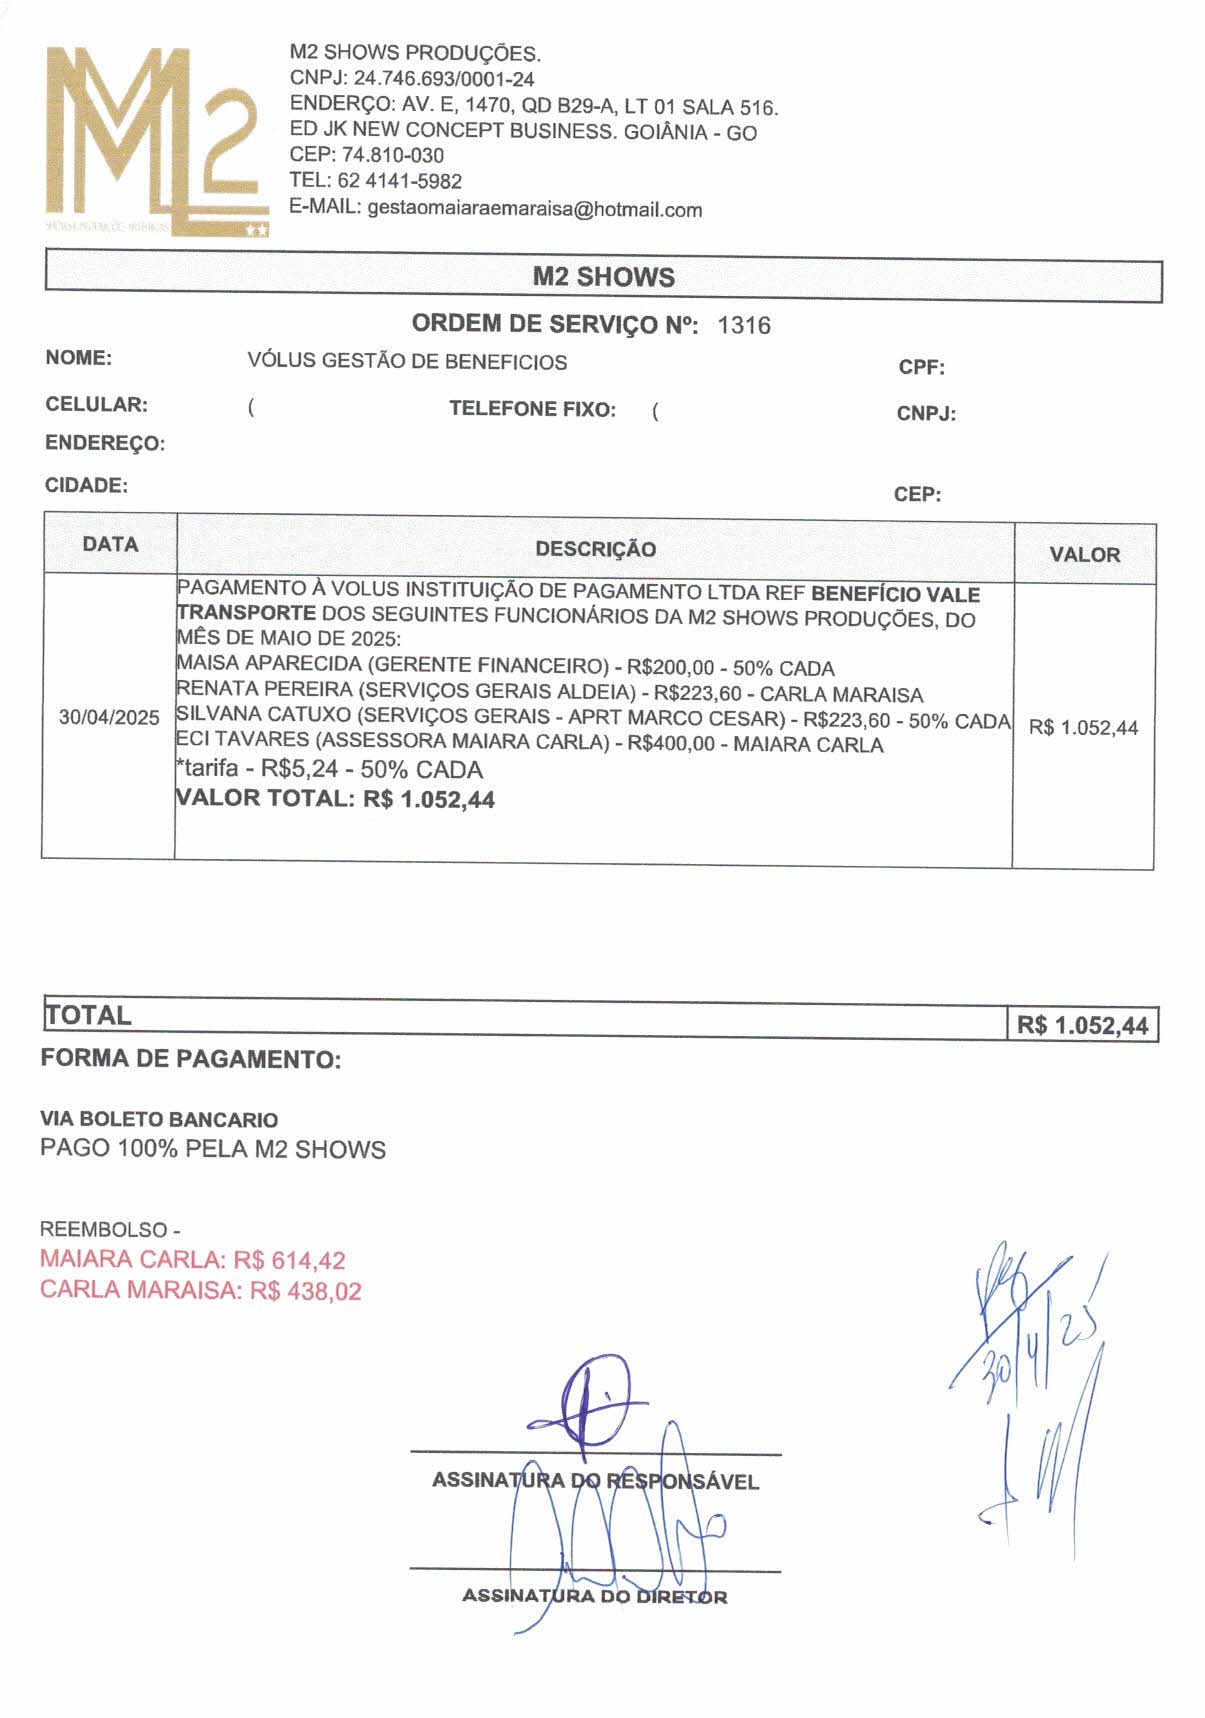 M2
M2 SHOWS PRODUÇÕES.
CNPJ: 24.746.693/0001-24
ENDERÇO: AV. E, 1470, QD B29-A, LT 01 SALA 516.
ED JK NEW CONCEPT BUSINESS. GOIÂNIA - GO
CEP: 74.810-030
TEL: 62 4141-5982
E-MAIL: gestaomaiaraemaraisa@hotmail.com
M2 SHOWS
ORDEM DE SERVIÇO Nº: 1316
NOME: VÓLUS GESTÃO DE BENEFICIOS CPF:
CELULAR: ( TELEFONE FIXO: ( CNPJ:
ENDEREÇO:
CIDADE: CEP:
DATA DESCRIÇÃO VALOR
PAGAMENTO À VOLUS INSTITUIÇÃO DE PAGAMENTO LTDA REF BENEFÍCIO VALE
TRANSPORTE DOS SEGUINTES FUNCIONÁRIOS DA M2 SHOWS PRODUÇÕES, DO
MÊS DE MAIO DE 2025:
MAISA APARECIDA (GERENTE FINANCEIRO) - R$200,00 - 50% CADA
RENATA PEREIRA (SERVIÇOS GERAIS ALDEIA) - R$223,60 - CARLA MARAISA
30/04/2025 SILVANA CATUXO (SERVIÇOS GERAIS - APRT MARCO CESAR) - R$223,60 - 50% CADA R$ 1.052,44
ECI TAVARES (ASSESSORA MAIARA CARLA) - R$400,00 - MAIARA CARLA
*tarifa - R$5,24 - 50% CADA
VALOR TOTAL: R$ 1.052,44
TOTAL R$ 1.052,44
FORMA DE PAGAMENTO:
VIA BOLETO BANCARIO
PAGO 100% PELA M2 SHOWS
REEMBOLSO -
MAIARA CARLA: R$ 614,42
CARLA MARAISA: R$ 438,02
30/4/25
ASSINATURA DO RESPONSÁVEL
ASSINATURA DO DIRETOR